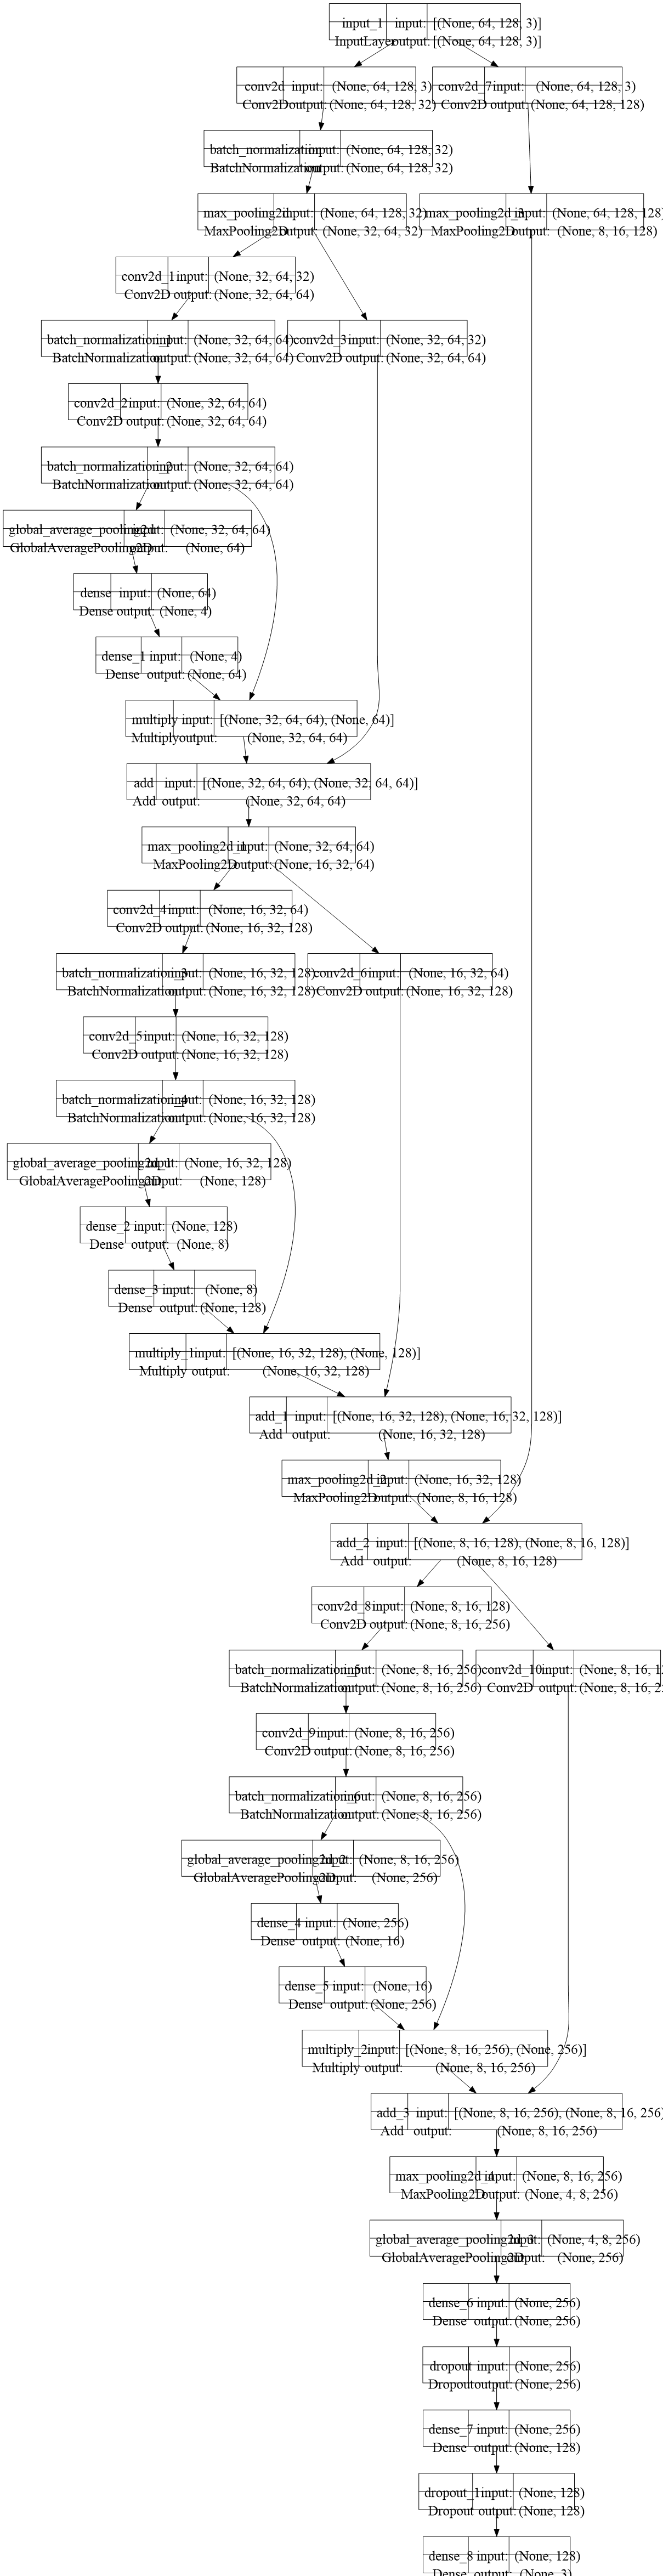 input_1 input: [(None, 64, 128, 3)]
InputLayer output: [(None, 64, 128, 3)]
conv2d input: (None, 64, 128, 3)
Conv2D output: (None, 64, 128, 32)
conv2d_7 input: (None, 64, 128, 3)
Conv2D output: (None, 64, 128, 128)
batch_normalization input: (None, 64, 128, 32)
BatchNormalization output: (None, 64, 128, 32)
max_pooling2d input: (None, 64, 128, 32)
MaxPooling2D output: (None, 32, 64, 32)
max_pooling2d_3 input: (None, 64, 128, 128)
MaxPooling2D output: (None, 8, 16, 128)
conv2d_1 input: (None, 32, 64, 32)
Conv2D output: (None, 32, 64, 64)
batch_normalization_1 input: (None, 32, 64, 64)
BatchNormalization output: (None, 32, 64, 64)
conv2d_3 input: (None, 32, 64, 32)
Conv2D output: (None, 32, 64, 64)
conv2d_2 input: (None, 32, 64, 64)
Conv2D output: (None, 32, 64, 64)
batch_normalization_2 input: (None, 32, 64, 64)
BatchNormalization output: (None, 32, 64, 64)
global_average_pooling2d input: (None, 32, 64, 64)
GlobalAveragePooling2D output: (None, 64)
dense input: (None, 64)
Dense output: (None, 4)
dense_1 input: (None, 4)
Dense output: (None, 64)
multiply input: [(None, 32, 64, 64), (None, 64)]
Multiply output: (None, 32, 64, 64)
add input: [(None, 32, 64, 64), (None, 32, 64, 64)]
Add output: (None, 32, 64, 64)
max_pooling2d_1 input: (None, 32, 64, 64)
MaxPooling2D output: (None, 16, 32, 64)
conv2d_4 input: (None, 16, 32, 64)
Conv2D output: (None, 16, 32, 128)
batch_normalization_3 input: (None, 16, 32, 128)
BatchNormalization output: (None, 16, 32, 128)
conv2d_6 input: (None, 16, 32, 64)
Conv2D output: (None, 16, 32, 128)
conv2d_5 input: (None, 16, 32, 128)
Conv2D output: (None, 16, 32, 128)
batch_normalization_4 input: (None, 16, 32, 128)
BatchNormalization output: (None, 16, 32, 128)
global_average_pooling2d_1 input: (None, 16, 32, 128)
GlobalAveragePooling2D output: (None, 128)
dense_2 input: (None, 128)
Dense output: (None, 8)
dense_3 input: (None, 8)
Dense output: (None, 128)
multiply_1 input: [(None, 16, 32, 128), (None, 128)]
Multiply output: (None, 16, 32, 128)
add_1 input: [(None, 16, 32, 128), (None, 16, 32, 128)]
Add output: (None, 16, 32, 128)
max_pooling2d_2 input: (None, 16, 32, 128)
MaxPooling2D output: (None, 8, 16, 128)
add_2 input: [(None, 8, 16, 128), (None, 8, 16, 128)]
Add output: (None, 8, 16, 128)
conv2d_8 input: (None, 8, 16, 128)
Conv2D output: (None, 8, 16, 256)
batch_normalization_5 input: (None, 8, 16, 256)
BatchNormalization output: (None, 8, 16, 256)
conv2d_10 input: (None, 8, 16,
Conv2D output: (None, 8, 16,
conv2d_9 input: (None, 8, 16, 256)
Conv2D output: (None, 8, 16, 256)
batch_normalization_6 input: (None, 8, 16, 256)
BatchNormalization output: (None, 8, 16, 256)
global_average_pooling2d_2 input: (None, 8, 16, 256)
GlobalAveragePooling2D output: (None, 256)
dense_4 input: (None, 256)
Dense output: (None, 16)
dense_5 input: (None, 16)
Dense output: (None, 256)
multiply_2 input: [(None, 8, 16, 256), (None, 256)]
Multiply output: (None, 8, 16, 256)
add_3 input: [(None, 8, 16, 256), (None, 8, 16, 256)
Add output: (None, 8, 16, 256)
max_pooling2d_4 input: (None, 8, 16, 256)
MaxPooling2D output: (None, 4, 8, 256)
global_average_pooling2d_3 input: (None, 4, 8, 256)
GlobalAveragePooling2D output: (None, 256)
dense_6 input: (None, 256)
Dense output: (None, 256)
dropout input: (None, 256)
Dropout output: (None, 256)
dense_7 input: (None, 256)
Dense output: (None, 128)
dropout_1 input: (None, 128)
Dropout output: (None, 128)
dense_8 input: (None, 128)
Dense output: (None, 3)